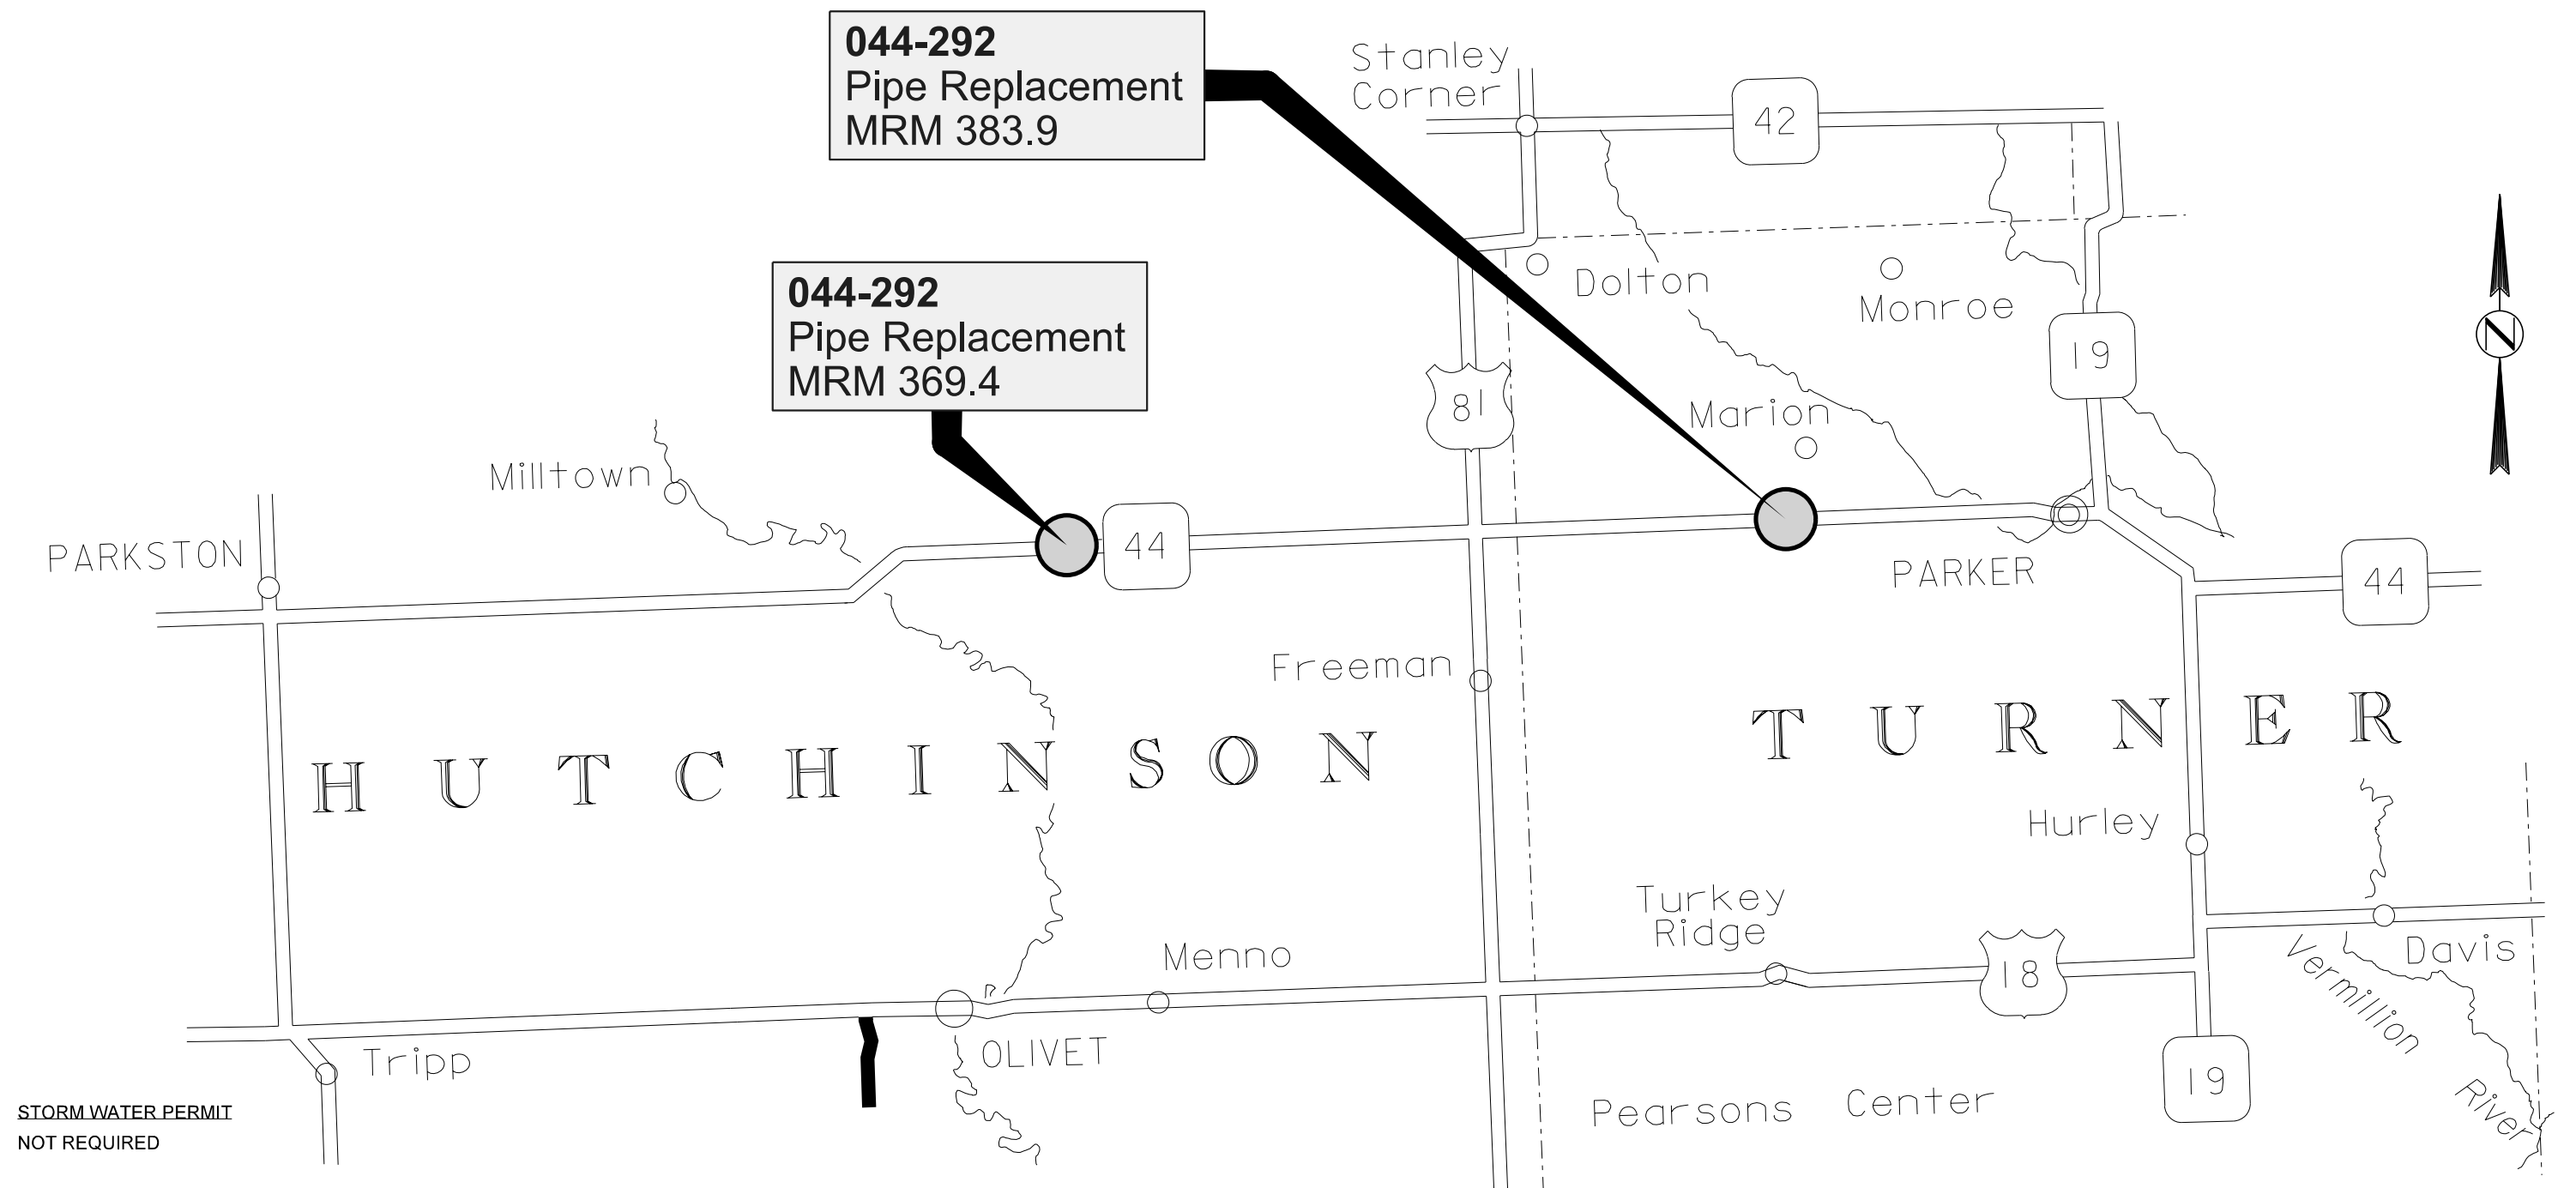 044-292
Pipe Replacement
MRM 383.9
Stanley
Corner
42
044-292
Pipe Replacement
MRM 369.4
Dolton
Monroe
N
19
81
Marion
Milltown
PARKSTON
44
PARKER
44
Freeman
HUTCHINSON
TURNER
Hurley
Turkey
Ridge
Menno
18
Davis
Vermillion
River
OLIVET
Tripp
19
Pearsons Center
STORM WATER PERMIT
NOT REQUIRED